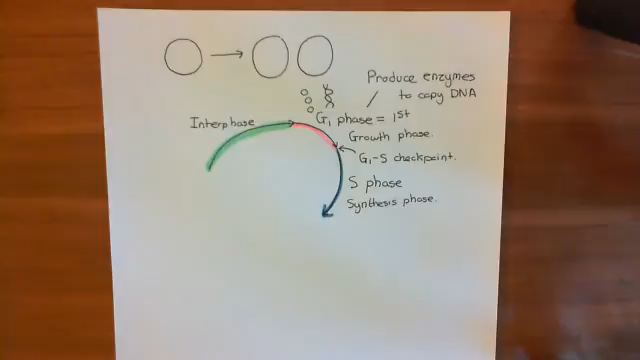 Produce enzymes
to copy DNA
Interphase
G1 phase = 1st
Growth phase.
G1-S checkpoint.
S phase
Synthesis phase.